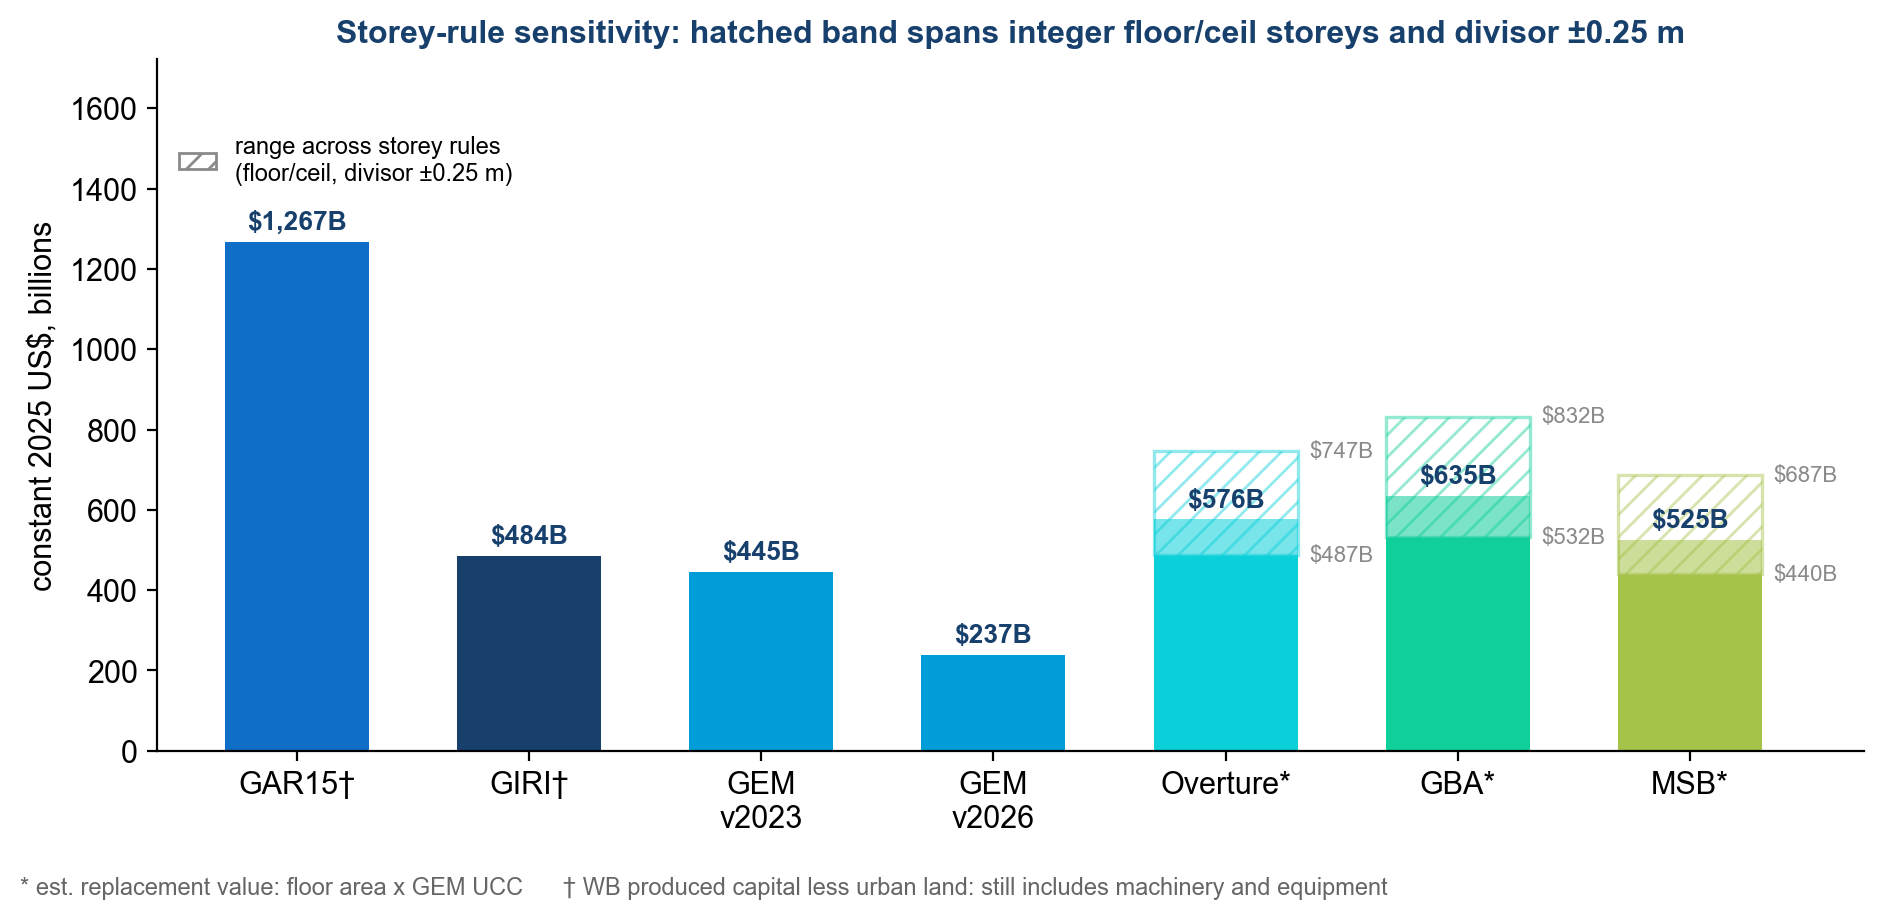 Storey-rule sensitivity: hatched band spans integer floor/ceil storeys and divisor ±0.25 m
constant 2025 US$, billions
1600
1400
1200
1000
800
600
400
200
0
range across storey rules
(floor/ceil, divisor ±0.25 m)
$1,267B
$484B
$445B
$237B
$576B
$747B
$487B
$635B
$832B
$532B
$525B
$687B
$440B
GAR15†
GIRI†
GEM
v2023
GEM
v2026
Overture*
GBA*
MSB*
* est. replacement value: floor area x GEM UCC † WB produced capital less urban land: still includes machinery and equipment